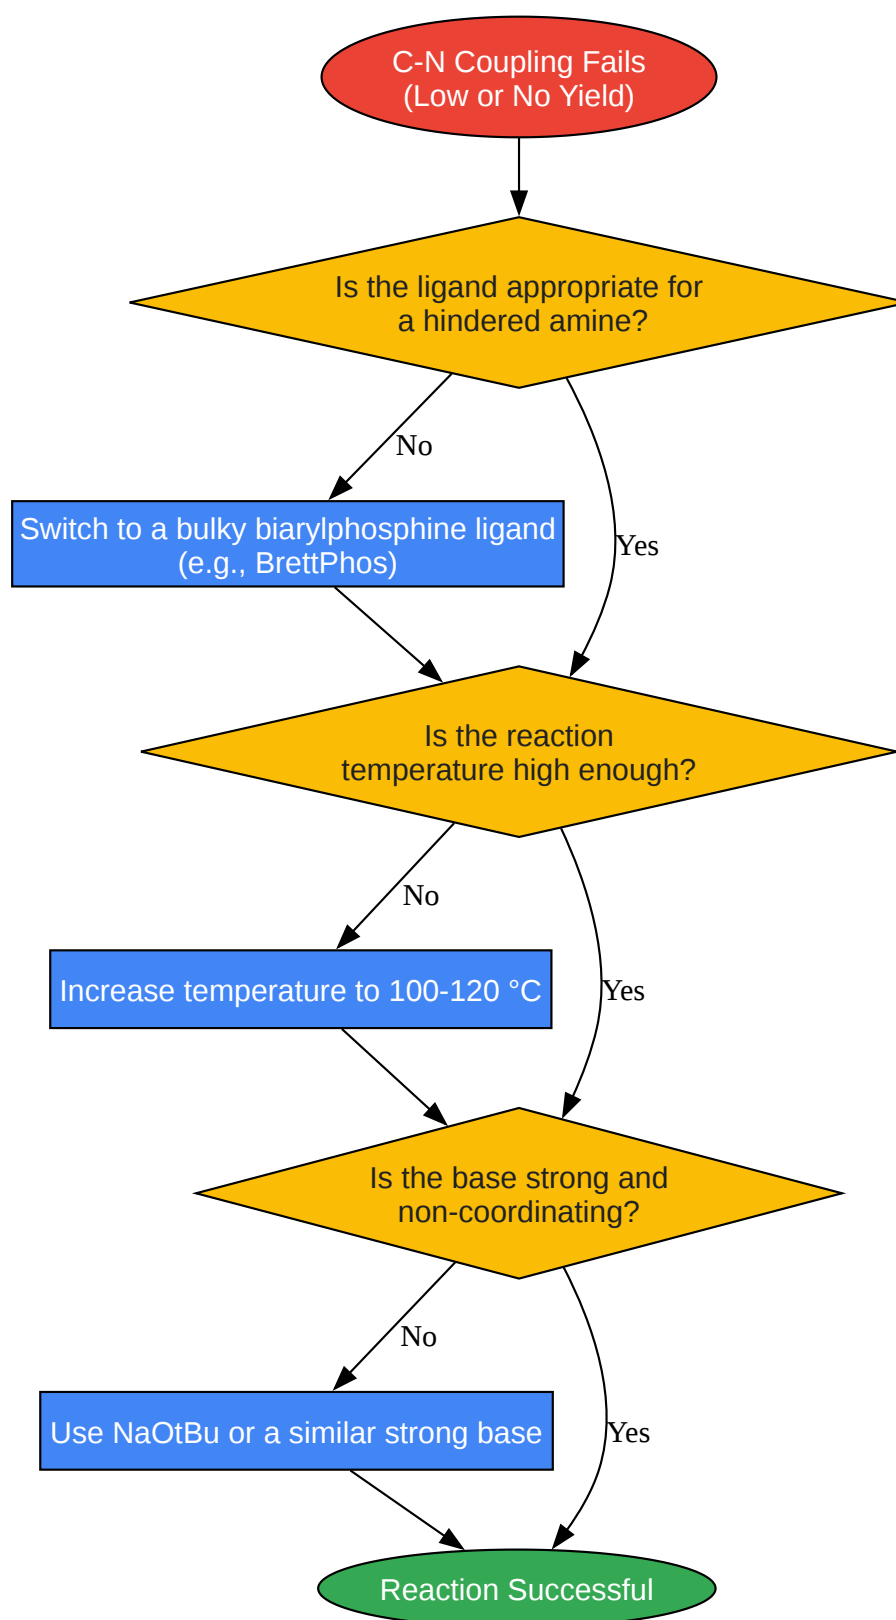 C-N Coupling Fails
(Low or No Yield)
Is the ligand appropriate for
a hindered amine?
No
Switch to a bulky biarylphosphine ligand
(e.g., BrettPhos)
Yes
Is the reaction
temperature high enough?
No
Increase temperature to 100-120 °C
Yes
Is the base strong and
non-coordinating?
No
Use NaOtBu or a similar strong base
Yes
Reaction Successful